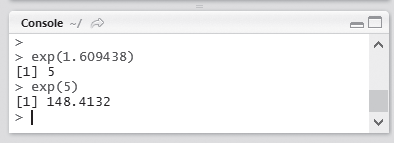 Console ~/
>
> exp(1.609438)
[1] 5
> exp(5)
[1] 148.4132
>